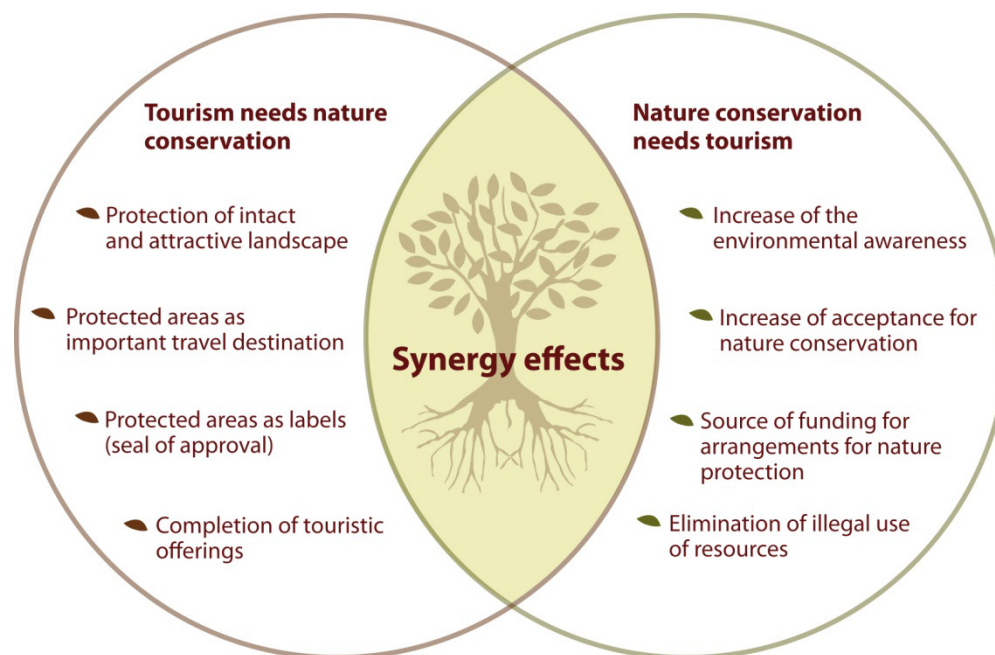 Tourism needs nature
conservation
Protection of intact
and attractive landscape
Protected areas as
important travel destination
Protected areas as labels
(seal of approval)
Completion of touristic
offerings
Synergy effects
Nature conservation
needs tourism
Increase of the
environmental awareness
Increase of acceptance for
nature conservation
Source of funding for
arrangements for nature
protection
Elimination of illegal use
of resources